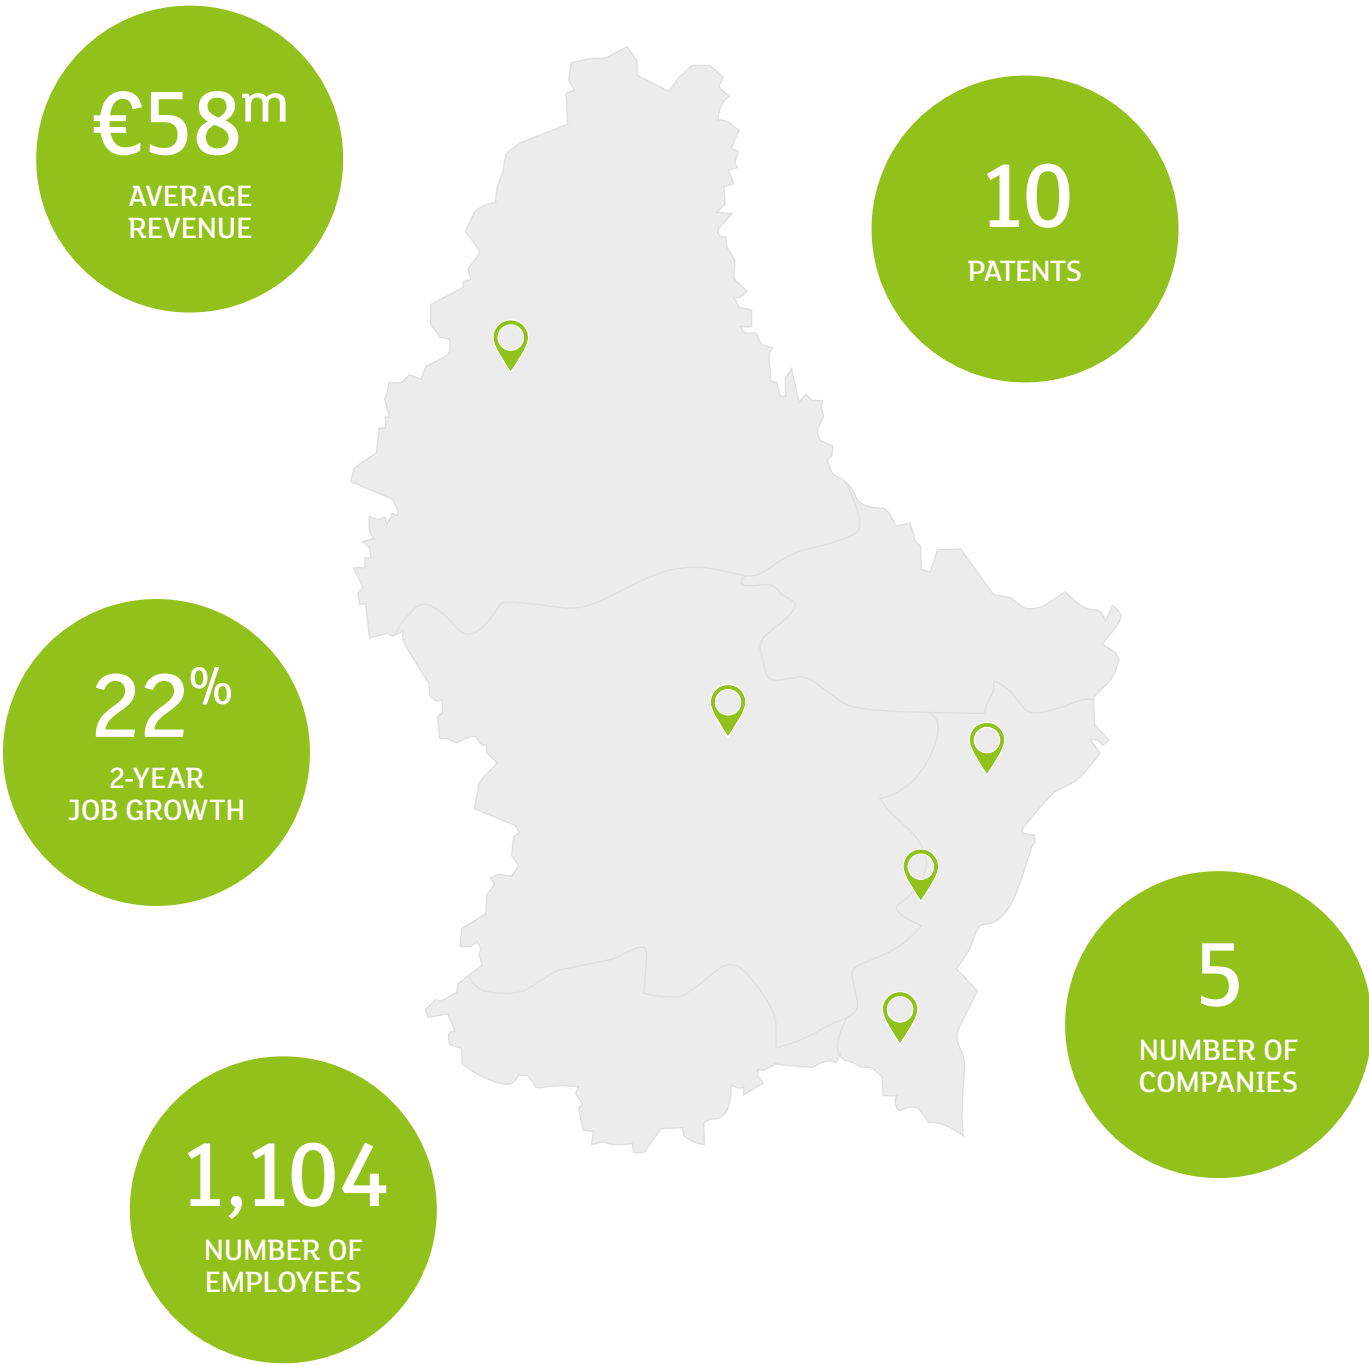 €58m
AVERAGE
REVENUE
10
PATENTS
22%
2-YEAR
JOB GROWTH
5
NUMBER OF
COMPANIES
1,104
NUMBER OF
EMPLOYEES